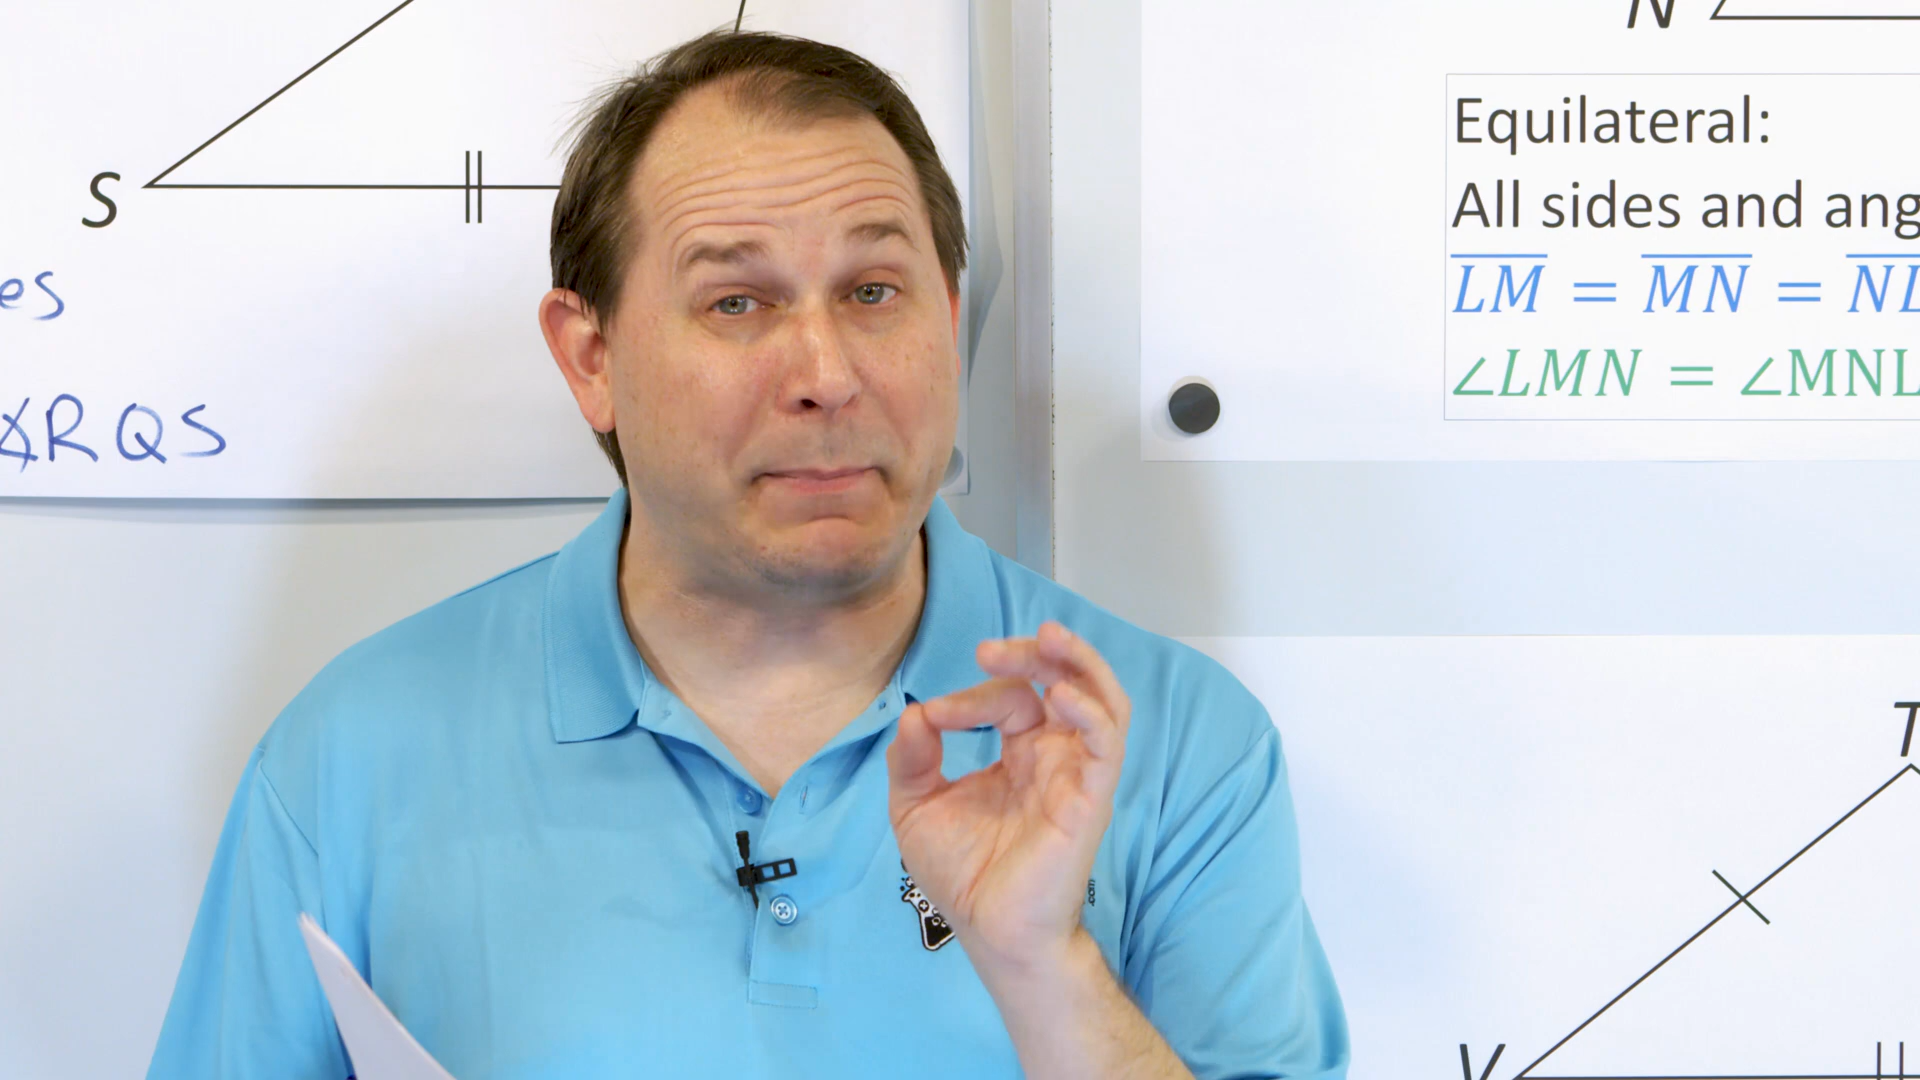 S
es
∡RQS
N
Equilateral:
All sides and ang
LM = MN = NL
∠LMN = ∠MNL
T
V